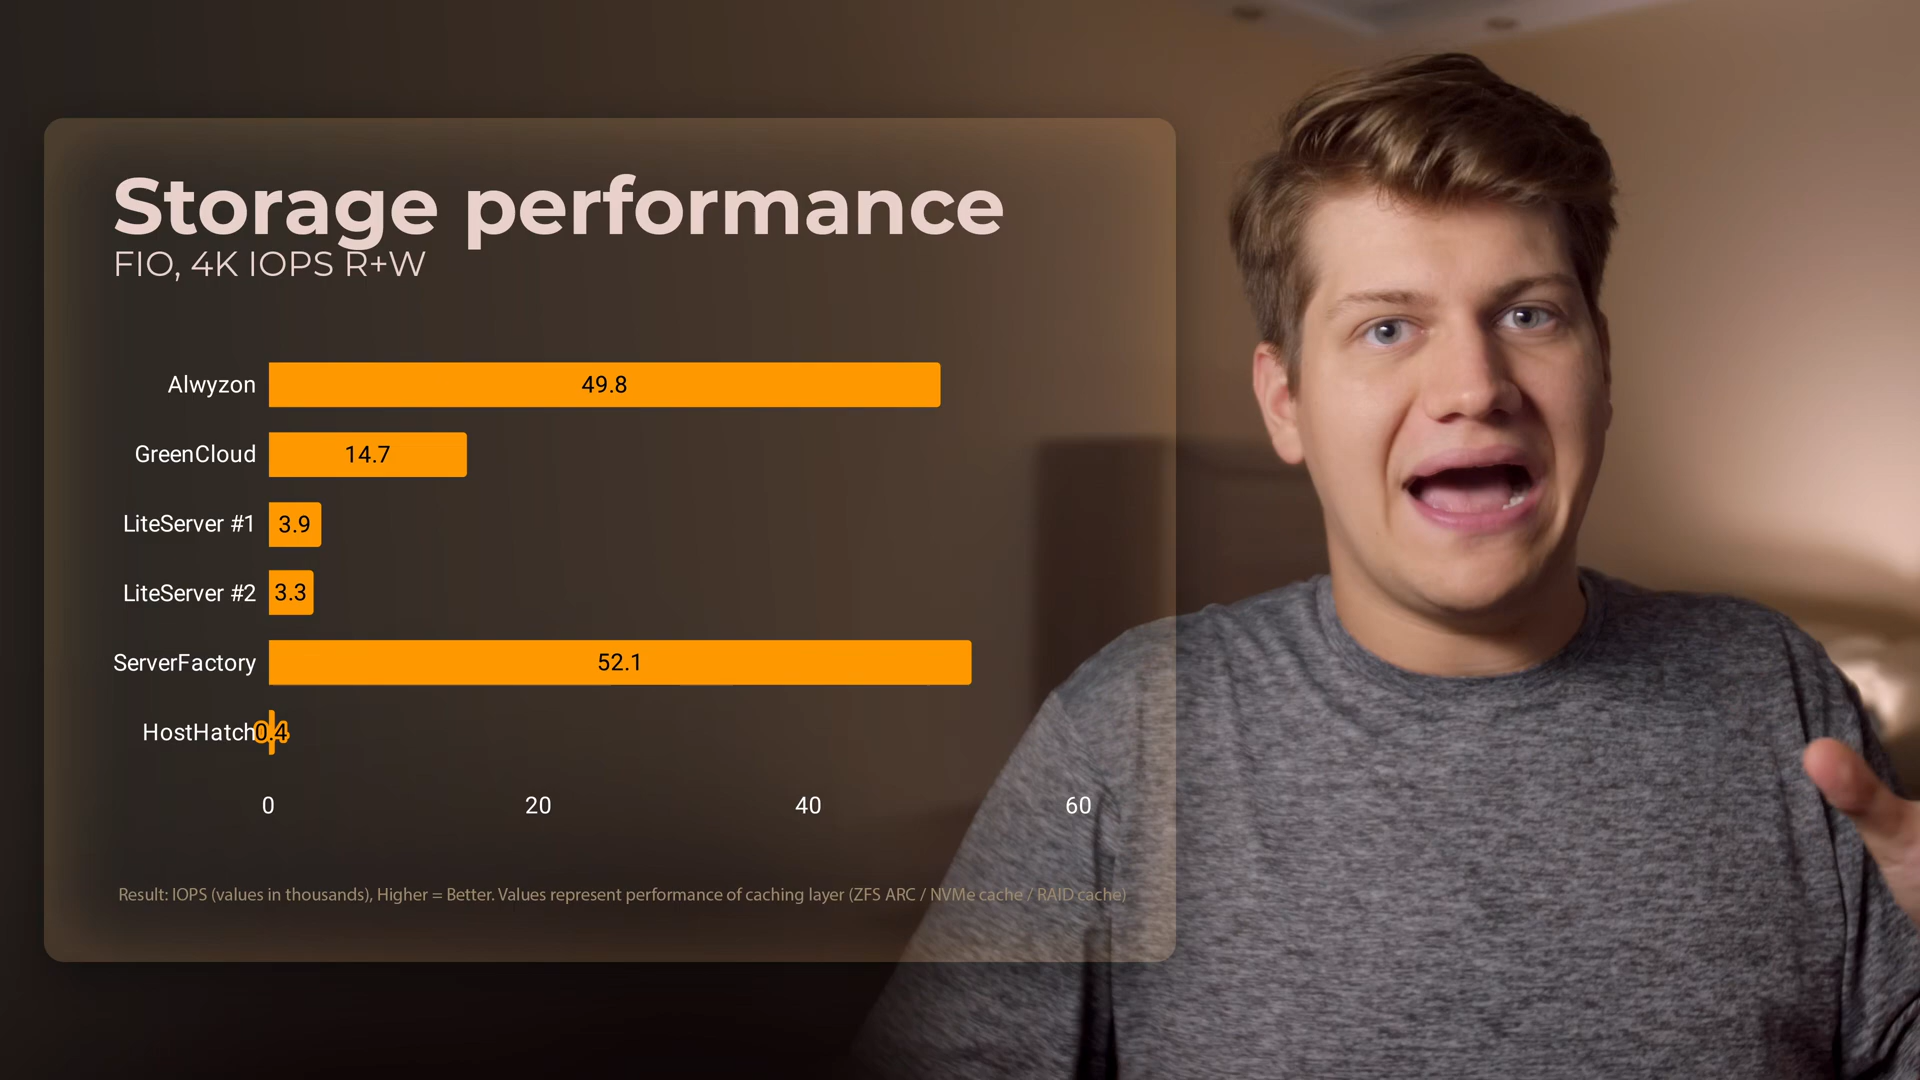 Storage performance
FIO, 4K IOPS R+W
Alwyzon 49.8
GreenCloud 14.7
LiteServer #1 3.9
LiteServer #2 3.3
ServerFactory 52.1
HostHatch 0.4
0 20 40 60
Result: IOPS (values in thousands), Higher = Better. Values represent performance of caching layer (ZFS ARC / NVMe cache / RAID cache)